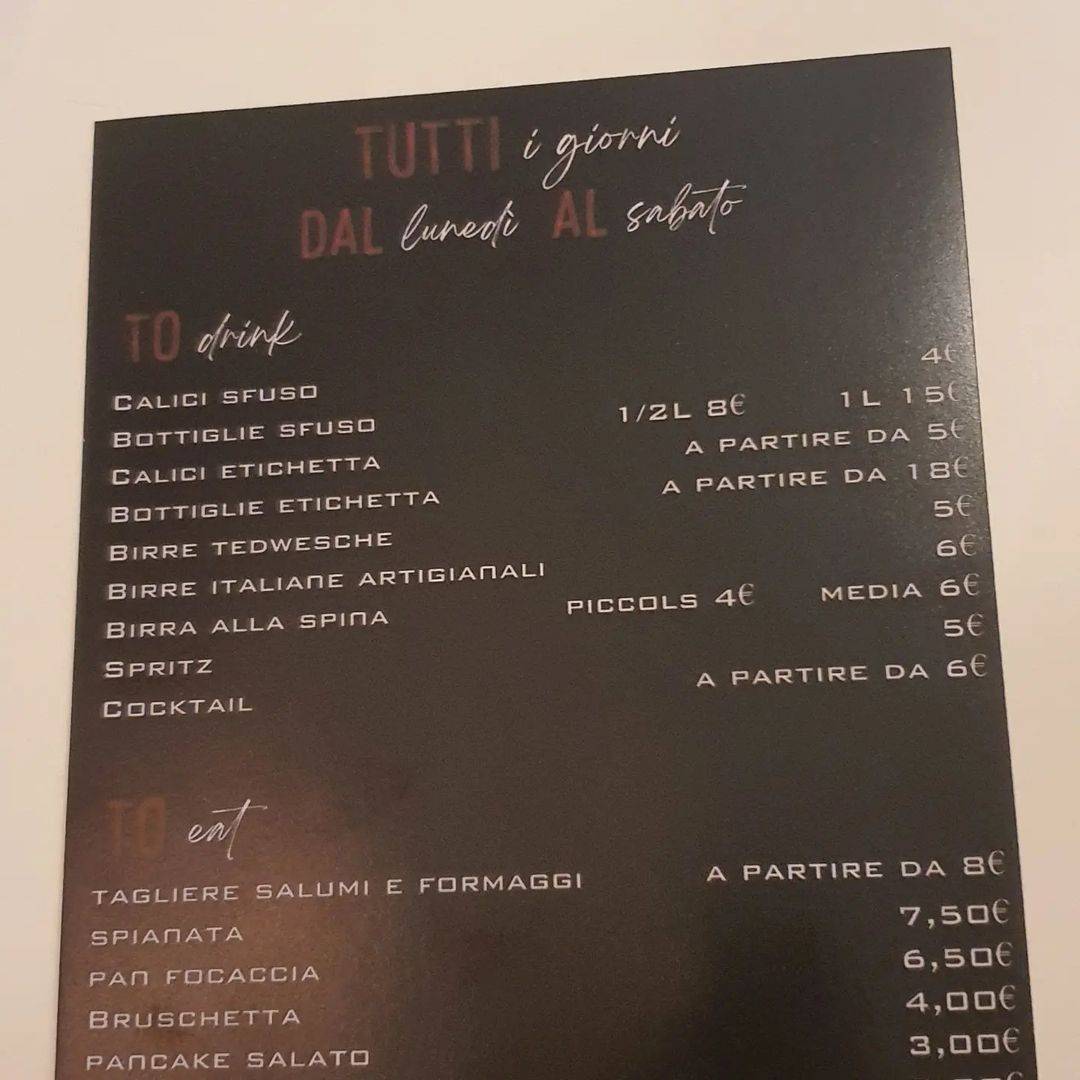 TUTTI i giorni
DAL lunedì AL sabato
TO drink
CALICI SFUSO 4€
BOTTIGLIE SFUSO 1/2L 8€ 1L 15€
CALICI ETICHETTA A PARTIRE DA 5€
BOTTIGLIE ETICHETTA A PARTIRE DA 18€
BIRRE TEDWESCHE 5€
BIRRE ITALIANE ARTIGIANALI 6€
BIRRA ALLA SPINA PICCOLS 4€ MEDIA 6€
SPRITZ 5€
COCKTAIL A PARTIRE DA 6€
TO eat
TAGLIERE SALUMI E FORMAGGI A PARTIRE DA 8€
SPIANATA 7,50€
PAN FOCACCIA 6,50€
BRUSCHETTA 4,00€
PANCAKE SALATO 3,00€